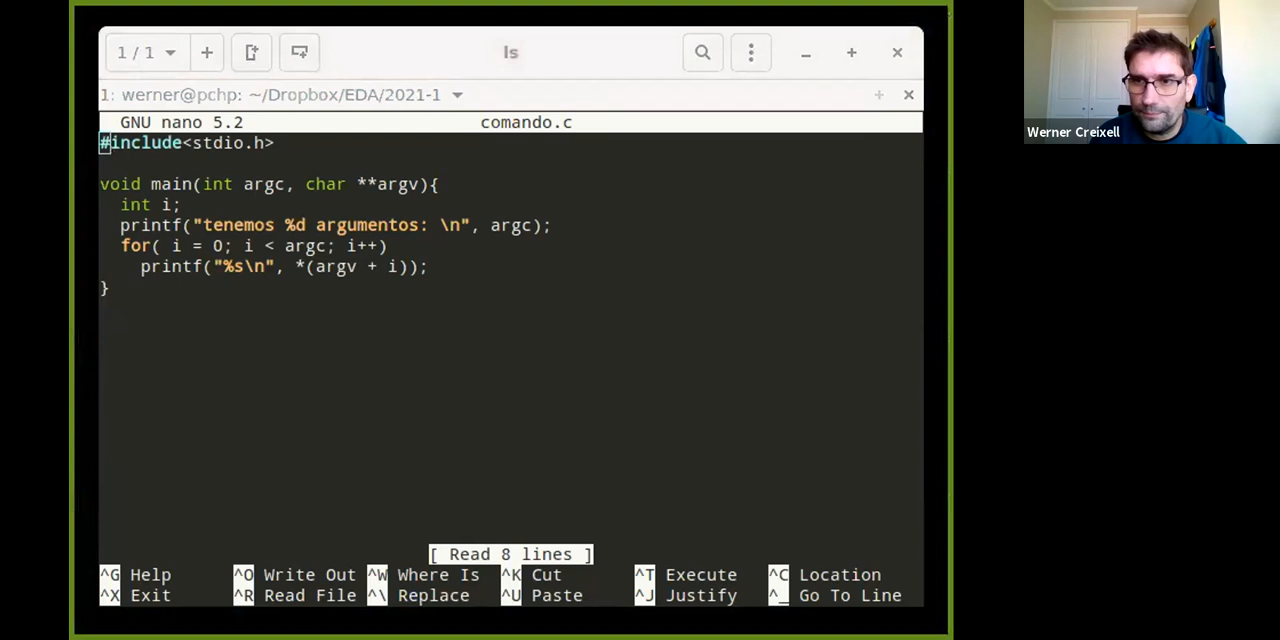 1 / 1
ls
1: werner@pchp: ~/Dropbox/EDA/2021-1
GNU nano 5.2 comando.c
#include<stdio.h>
void main(int argc, char **argv){
int i;
printf("tenemos %d argumentos: \n", argc);
for( i = 0; i < argc; i++)
printf("%s\n", *(argv + i));
}
[ Read 8 lines ]
^G Help ^O Write Out ^W Where Is ^K Cut ^T Execute ^C Location
^X Exit ^R Read File ^\ Replace ^U Paste ^J Justify ^_ Go To Line
Werner Creixell